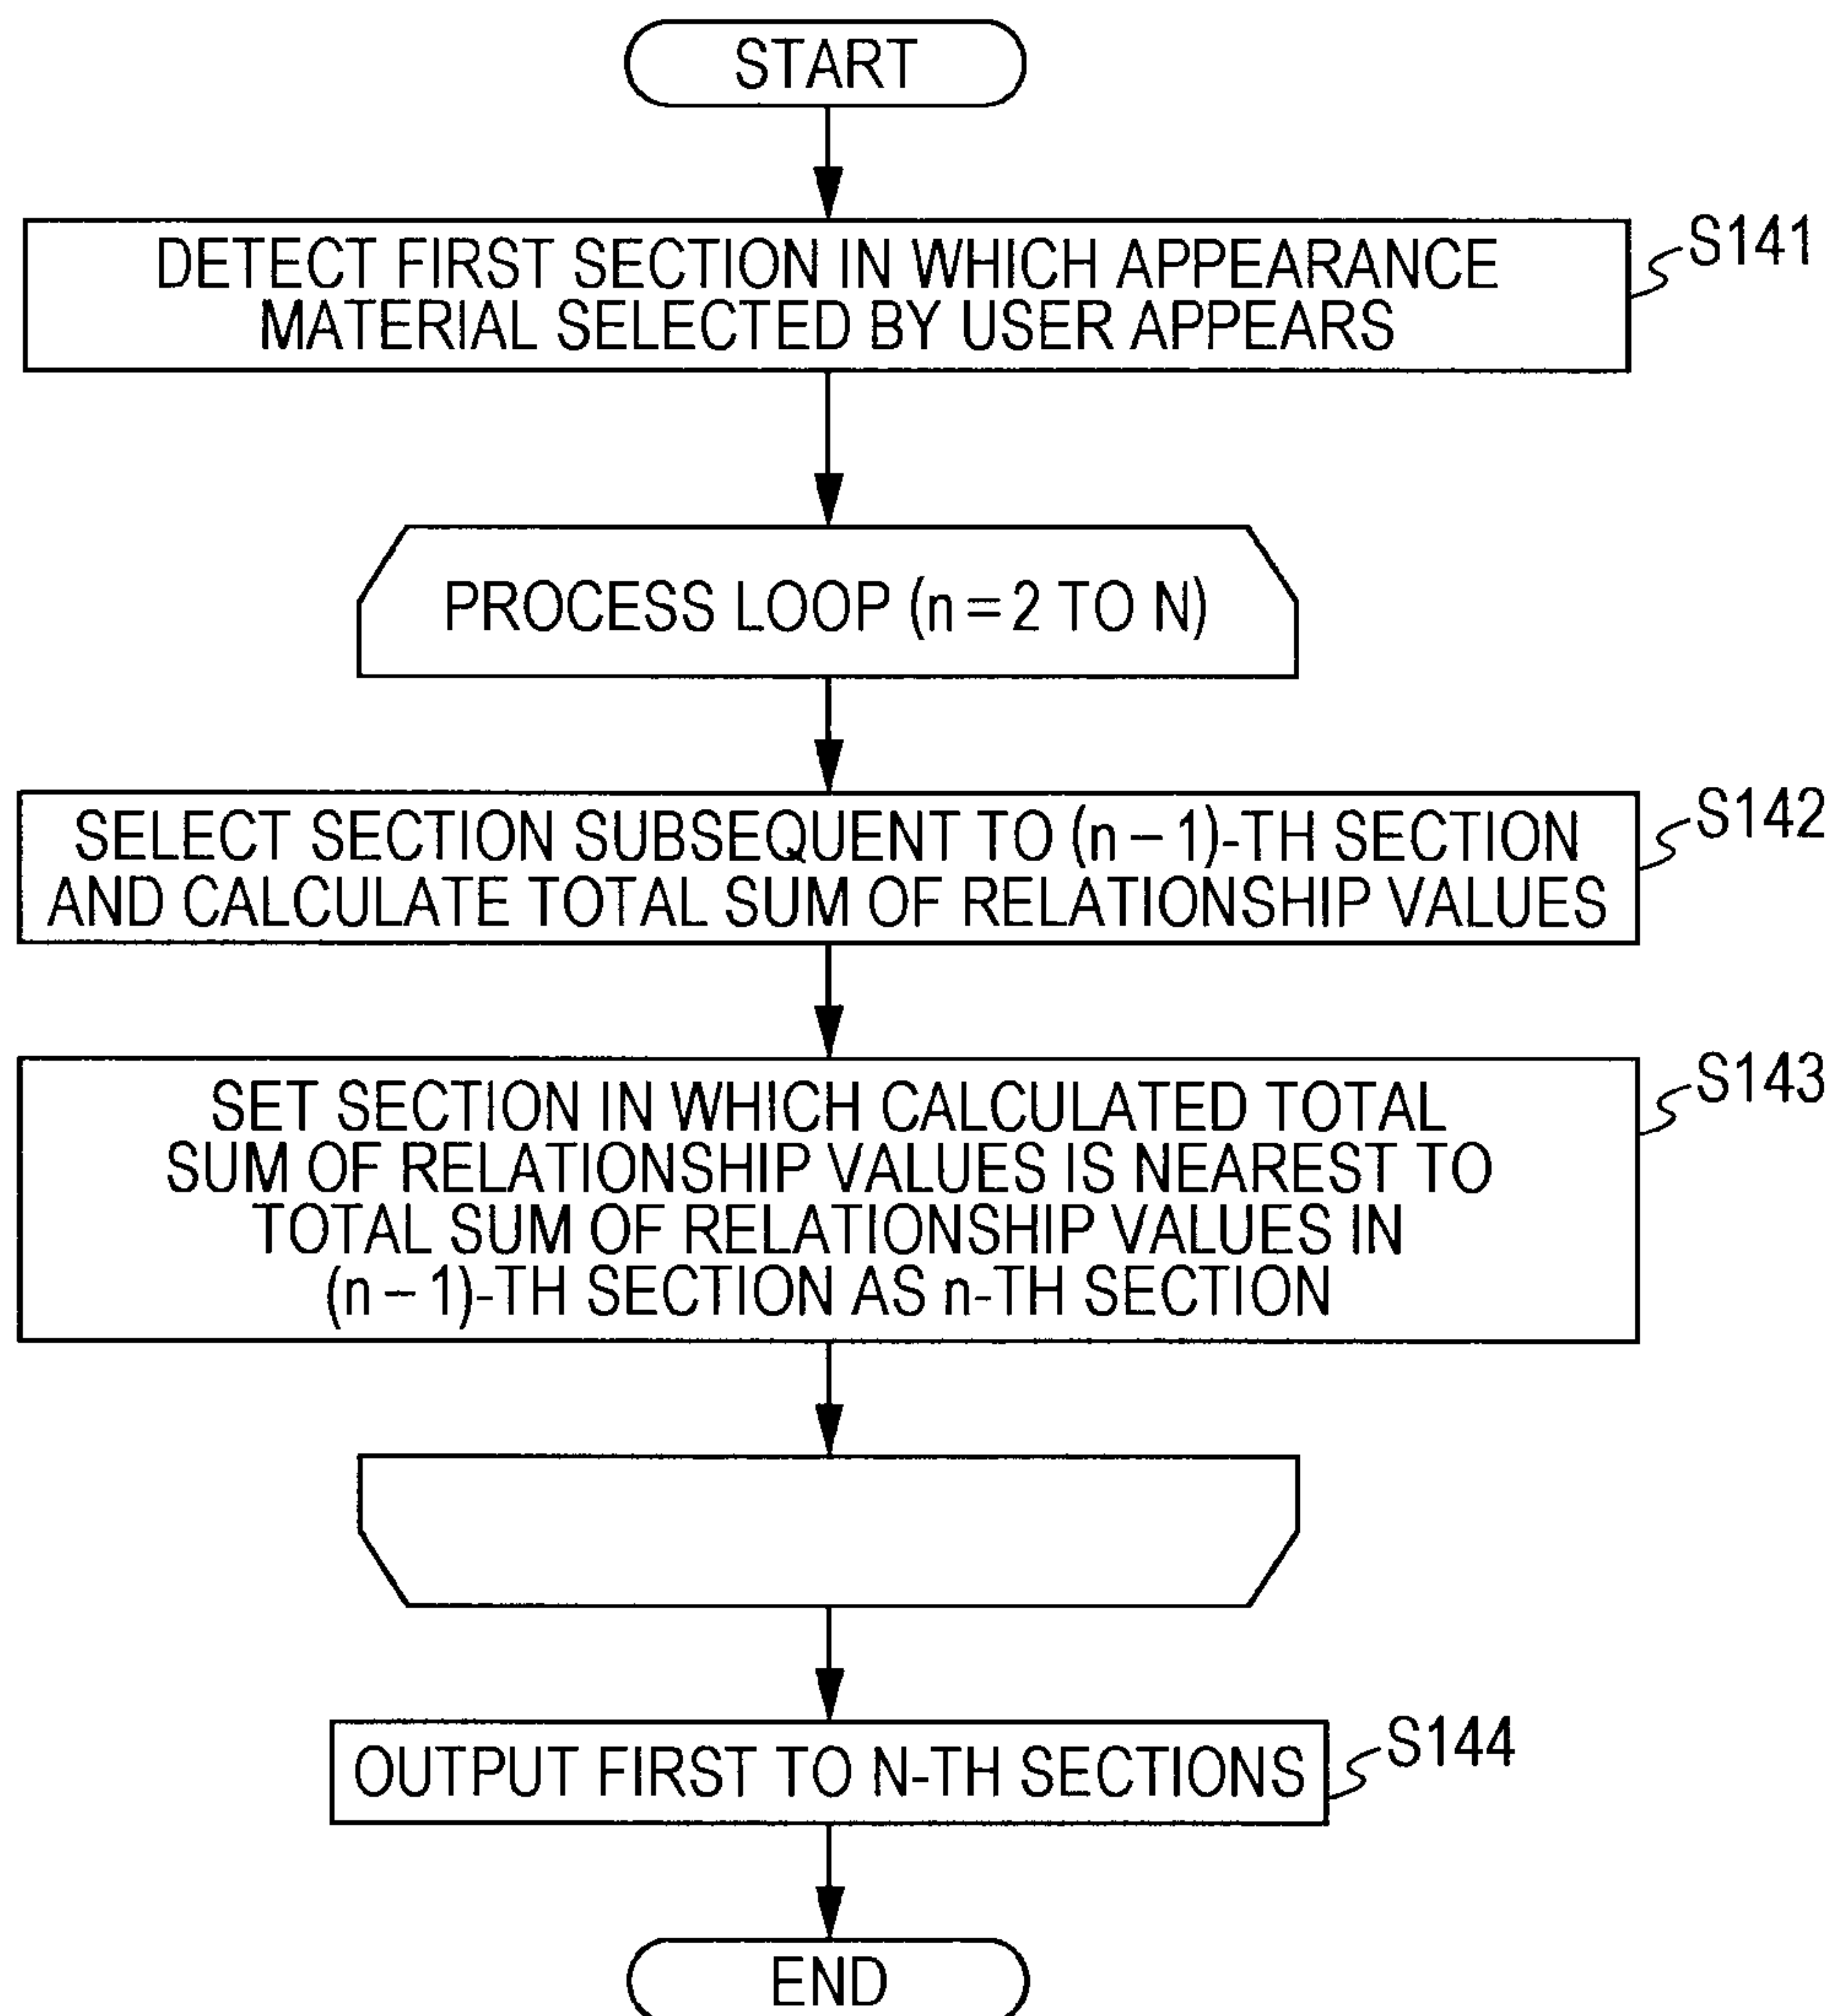 START
DETECT FIRST SECTION IN WHICH APPEARANCE
MATERIAL SELECTED BY USER APPEARS
S141
PROCESS LOOP (n=2 TO N)
SELECT SECTION SUBSEQUENT TO (n-1)-TH SECTION
AND CALCULATE TOTAL SUM OF RELATIONSHIP VALUES
S142
SET SECTION IN WHICH CALCULATED TOTAL
SUM OF RELATIONSHIP VALUES IS NEAREST TO
TOTAL SUM OF RELATIONSHIP VALUES IN
(n-1)-TH SECTION AS n-TH SECTION
S143
OUTPUT FIRST TO N-TH SECTIONS
S144
END